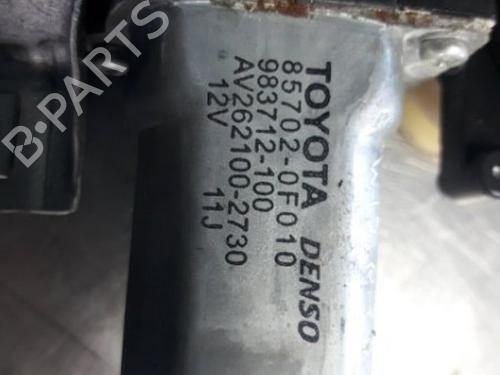 TOYOTA DENSO
85702-0F010
983712-100
AV262100-2730
12V 11J
B-PARTS